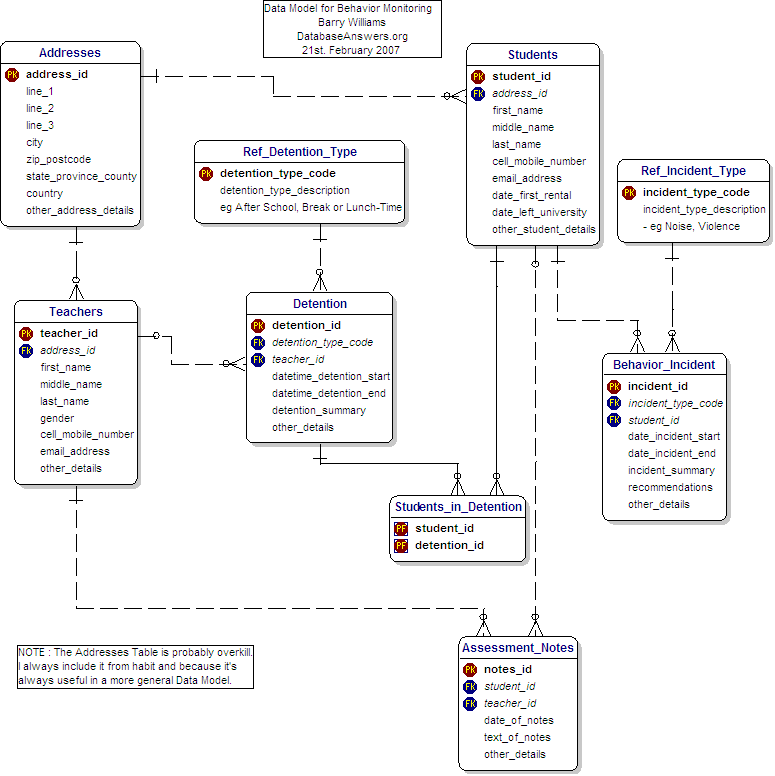 Data Model for Behavior Monitoring
Barry Williams
DatabaseAnswers.org
21st. February 2007
Addresses
PK address_id
line_1
line_2
line_3
city
zip_postcode
state_province_county
country
other_address_details
Students
PK student_id
FK address_id
first_name
middle_name
last_name
cell_mobile_number
email_address
date_first_rental
date_left_university
other_student_details
Ref_Detention_Type
PK detention_type_code
detention_type_description
eg After School, Break or Lunch-Time
Ref_Incident_Type
PK incident_type_code
incident_type_description
- eg Noise, Violence
Teachers
PK teacher_id
FK address_id
first_name
middle_name
last_name
gender
cell_mobile_number
email_address
other_details
Detention
PK detention_id
FK detention_type_code
FK teacher_id
datetime_detention_start
datetime_detention_end
detention_summary
other_details
Behavior_Incident
PK incident_id
FK incident_type_code
FK student_id
date_incident_start
date_incident_end
incident_summary
recommendations
other_details
Students_in_Detention
PF student_id
PF detention_id
NOTE : The Addresses Table is probably overkill.
I always include it from habit and because it's
always useful in a more general Data Model.
Assessment_Notes
PK notes_id
FK student_id
FK teacher_id
date_of_notes
text_of_notes
other_details